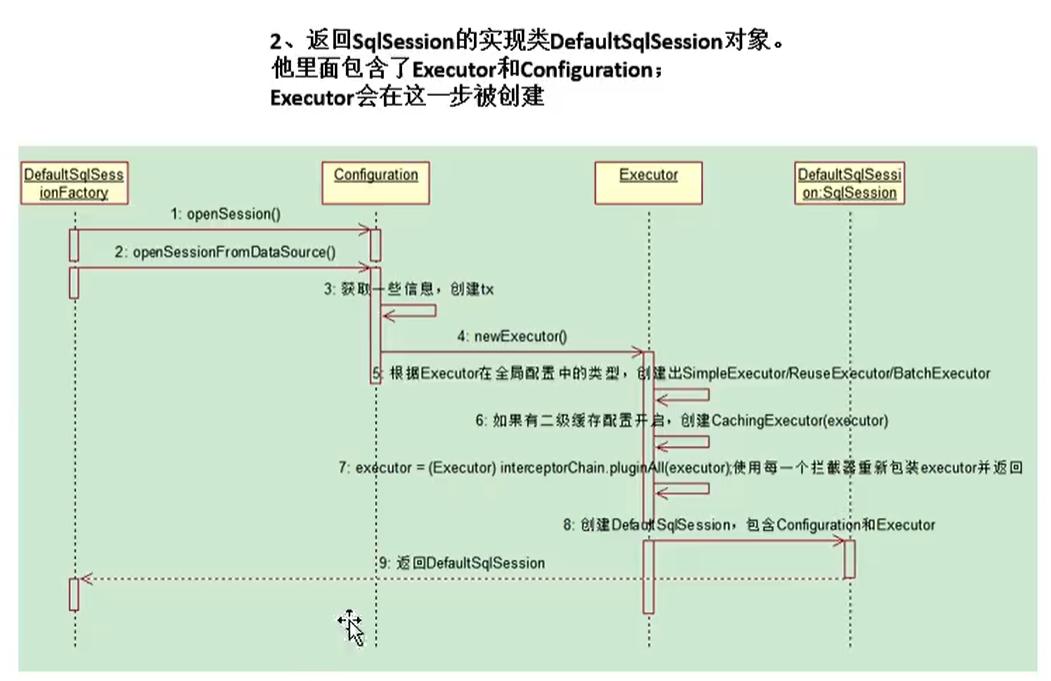 2、返回SqlSession的实现类DefaultSqlSession对象。
他里面包含了Executor和Configuration；
Executor会在这一步被创建
DefaultSqlSess
ionFactory
Configuration
Executor
DefaultSqlSessi
on:SqlSession
1: openSession()
2: openSessionFromDataSource()
3: 获取一些信息，创建tx
4: newExecutor()
5: 根据Executor在全局配置中的类型，创建出SimpleExecutor/ReuseExecutor/BatchExecutor
6: 如果有二级缓存配置开启，创建CachingExecutor(executor)
7: executor = (Executor) interceptorChain.pluginAll(executor);使用每一个拦截器重新包装executor并返回
8: 创建DefaultSqlSession，包含Configuration和Executor
9: 返回DefaultSqlSession